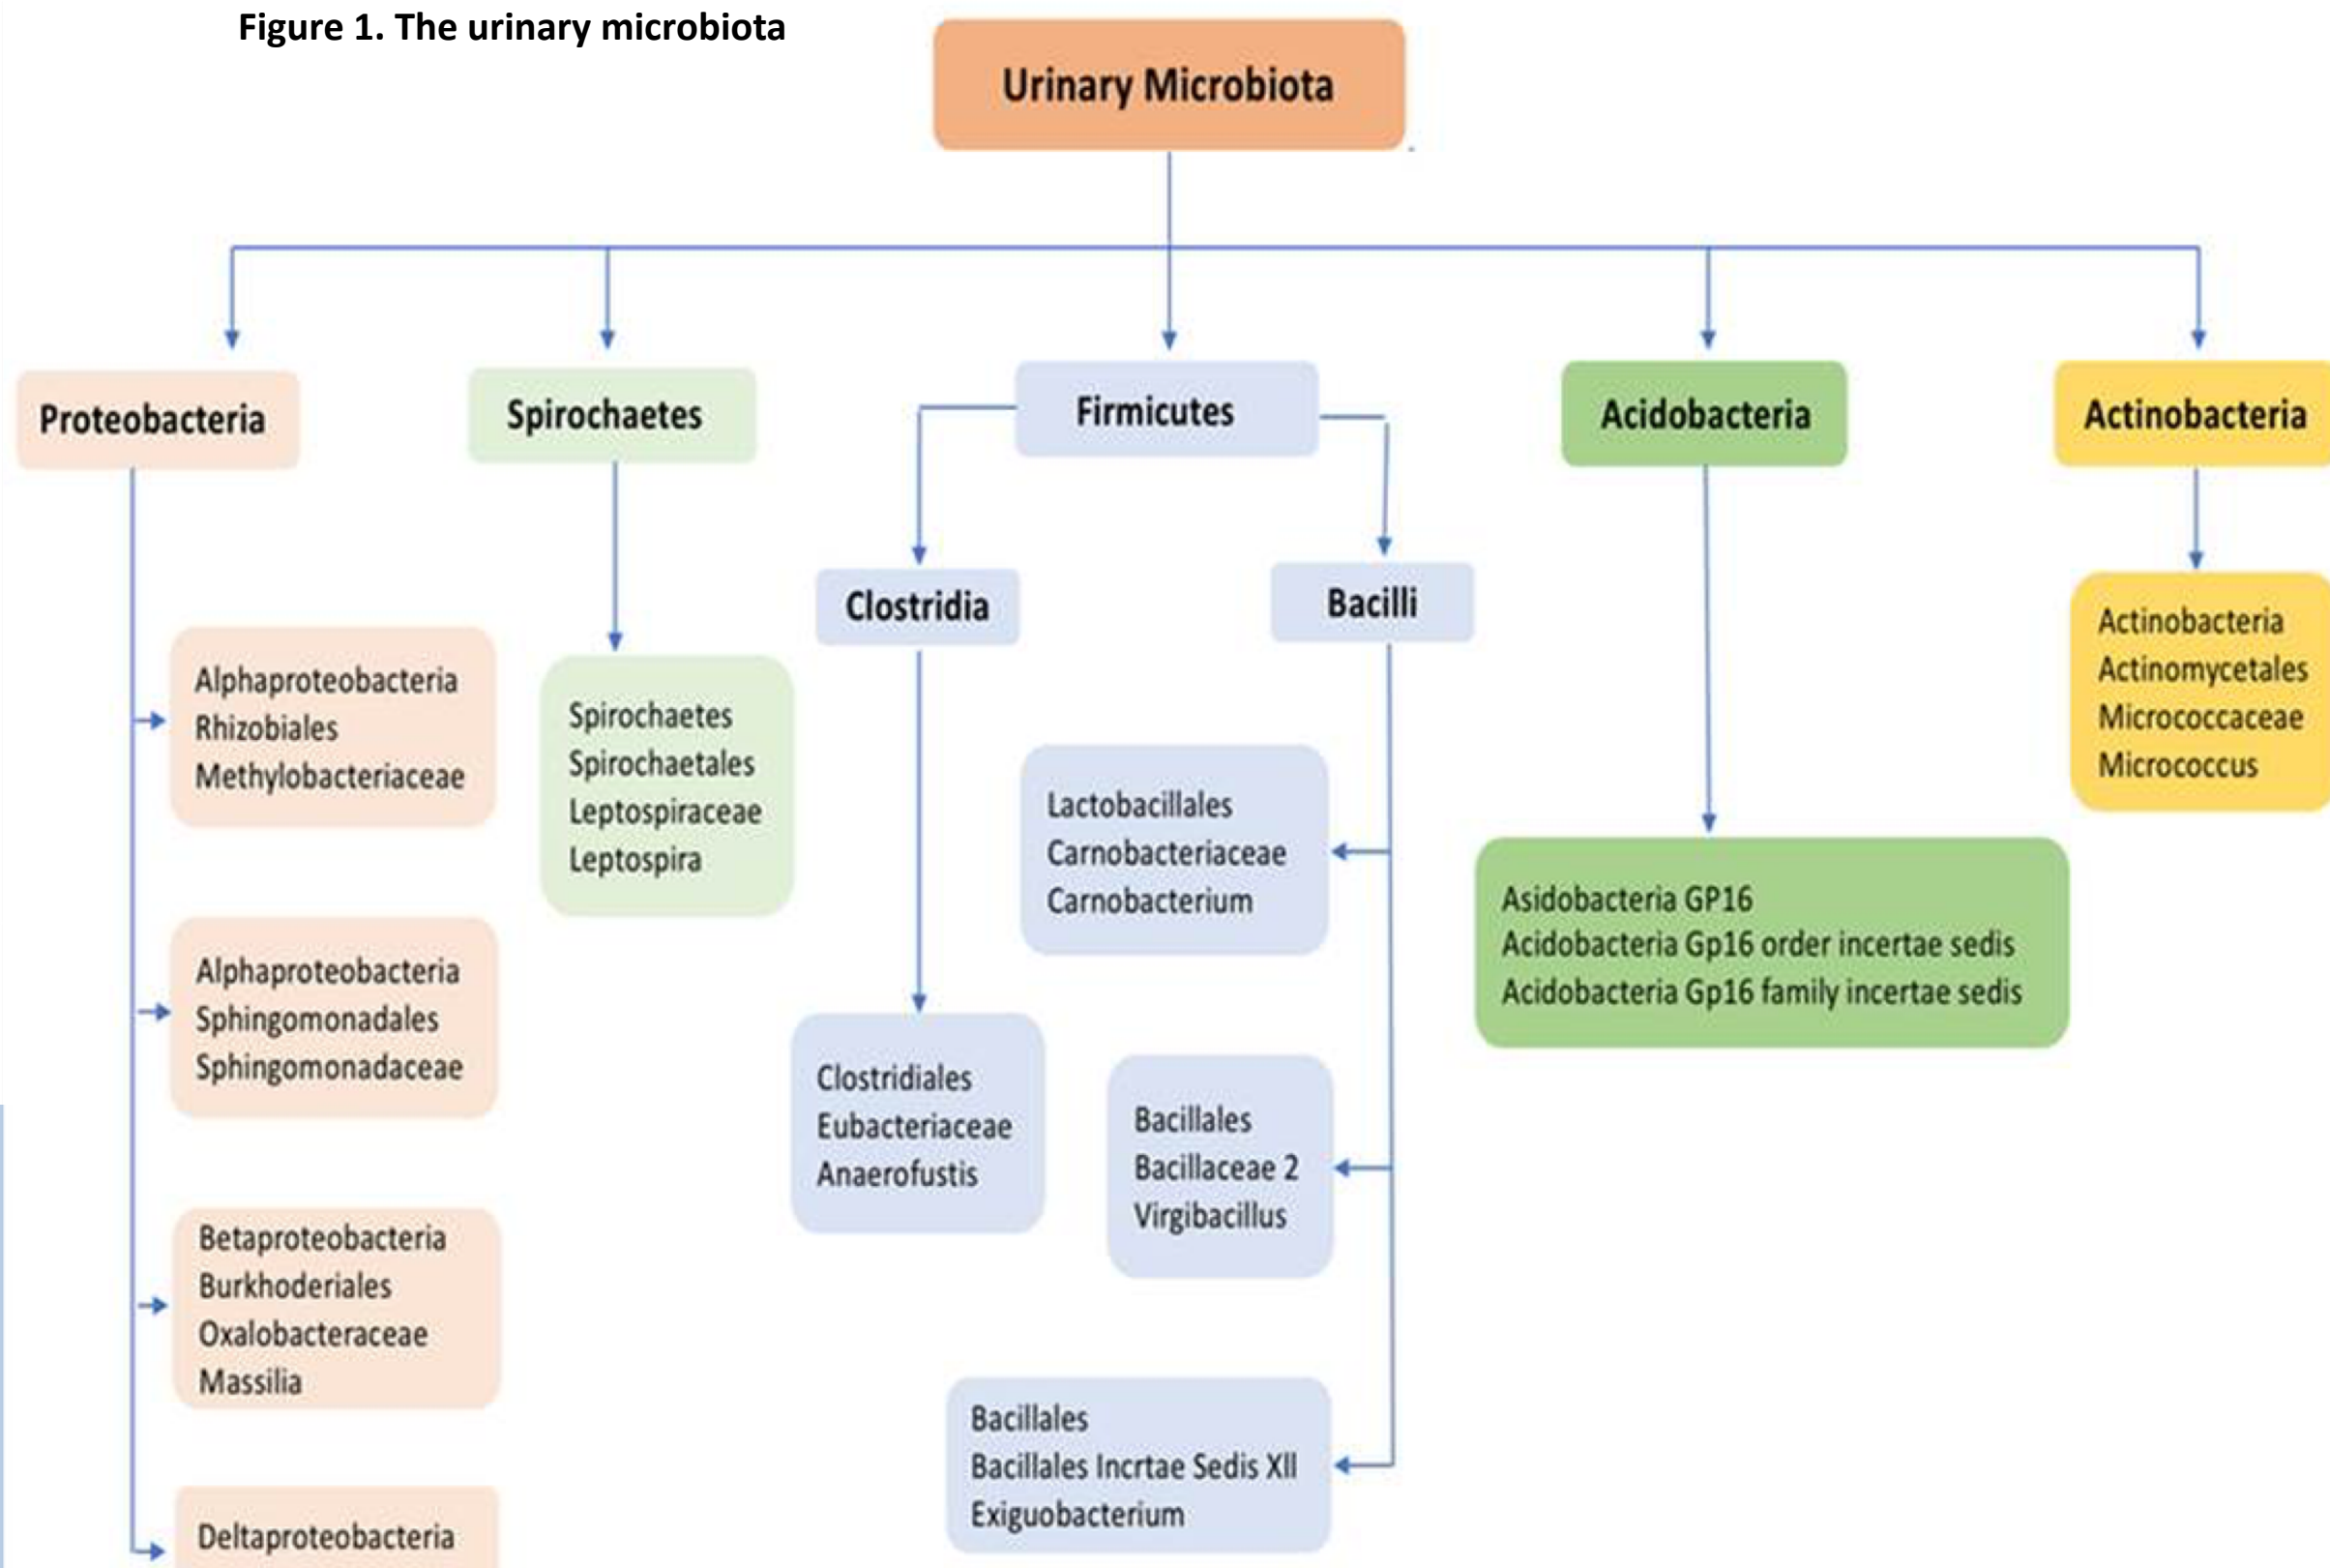 Figure 1. The urinary microbiota
Urinary Microbiota
Proteobacteria
Spirochaetes
Firmicutes
Acidobacteria
Actinobacteria
Clostridia
Bacilli
Alphaproteobacteria
Rhizobiales
Methylobacteriaceae
Alphaproteobacteria
Sphingomonadales
Sphingomonadaceae
Betaproteobacteria
Burkhoderiales
Oxalobacteraceae
Massilia
Deltaproteobacteria
Spirochaetes
Spirochaetales
Leptospiraceae
Leptospira
Clostridiales
Eubacteriaceae
Anaerofustis
Lactobacillales
Carnobacteriaceae
Carnobacterium
Bacillales
Bacillaceae 2
Virgibacillus
Bacillales
Bacillales Incrtae Sedis Xll
Exiguobacterium
Asidobacteria GP16
Acidobacteria Gp16 order incertae sedis
Acidobacteria Gp16 family incertae sedis
Actinobacteria
Actinomycetales
Micrococcaceae
Micrococcus